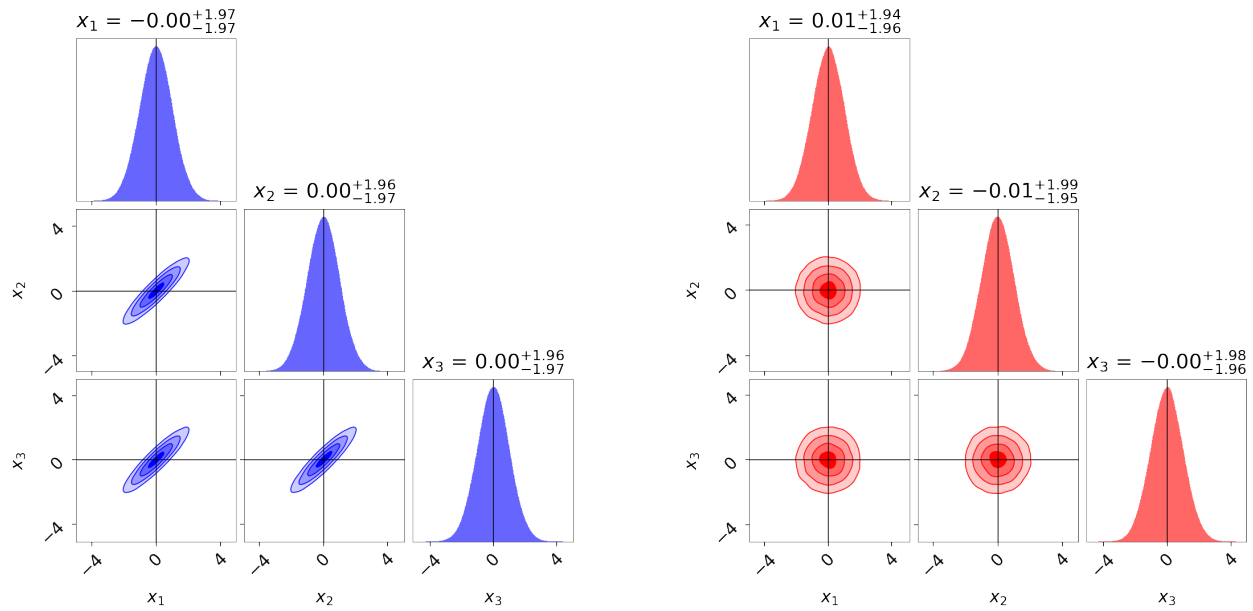 x₁ = −0.00 +1.97 −1.97
x₂ = 0.00 +1.96 −1.97
x₃ = 0.00 +1.96 −1.97
x₂
4
0
−4
x₃
4
0
−4
−4 0 4
x₁
−4 0 4
x₂
−4 0 4
x₃
x₁ = 0.01 +1.94 −1.96
x₂ = −0.01 +1.99 −1.95
x₃ = −0.00 +1.98 −1.96
x₂
4
0
−4
x₃
4
0
−4
−4 0 4
x₁
−4 0 4
x₂
−4 0 4
x₃